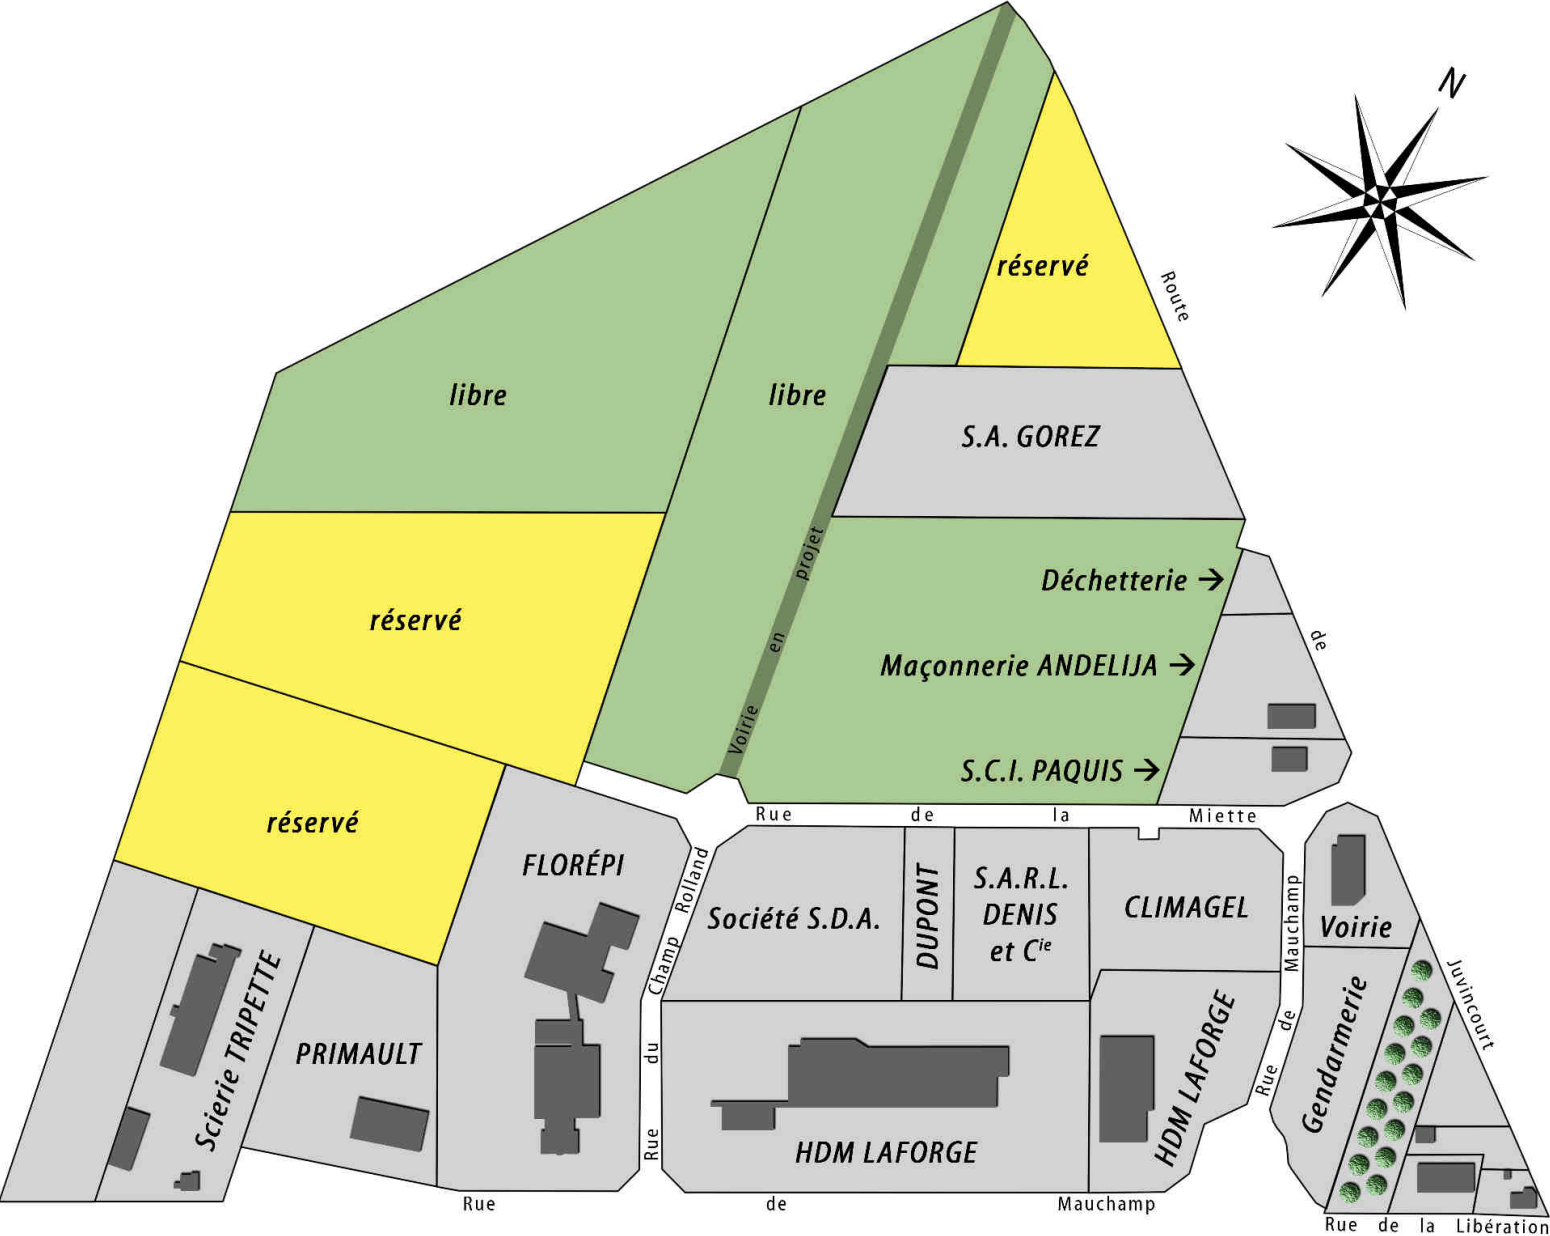 N
réservé
Route
libre
libre
S.A. GOREZ
Voirie en projet
Déchetterie →
réservé
de
Maçonnerie ANDELIJA →
S.C.I. PAQUIS →
réservé
Rue de la Miette
FLORÉPI
Rue du Champ Rolland
Société S.D.A.
DUPONT
S.A.R.L.
DENIS
et Cie
CLIMAGEL
Rue de Mauchamp
Voirie
Juvincourt
Scierie TRIPETTE
PRIMAULT
HDM LAFORGE
HDM LAFORGE
Gendarmerie
Rue de Mauchamp
Rue de la Libération